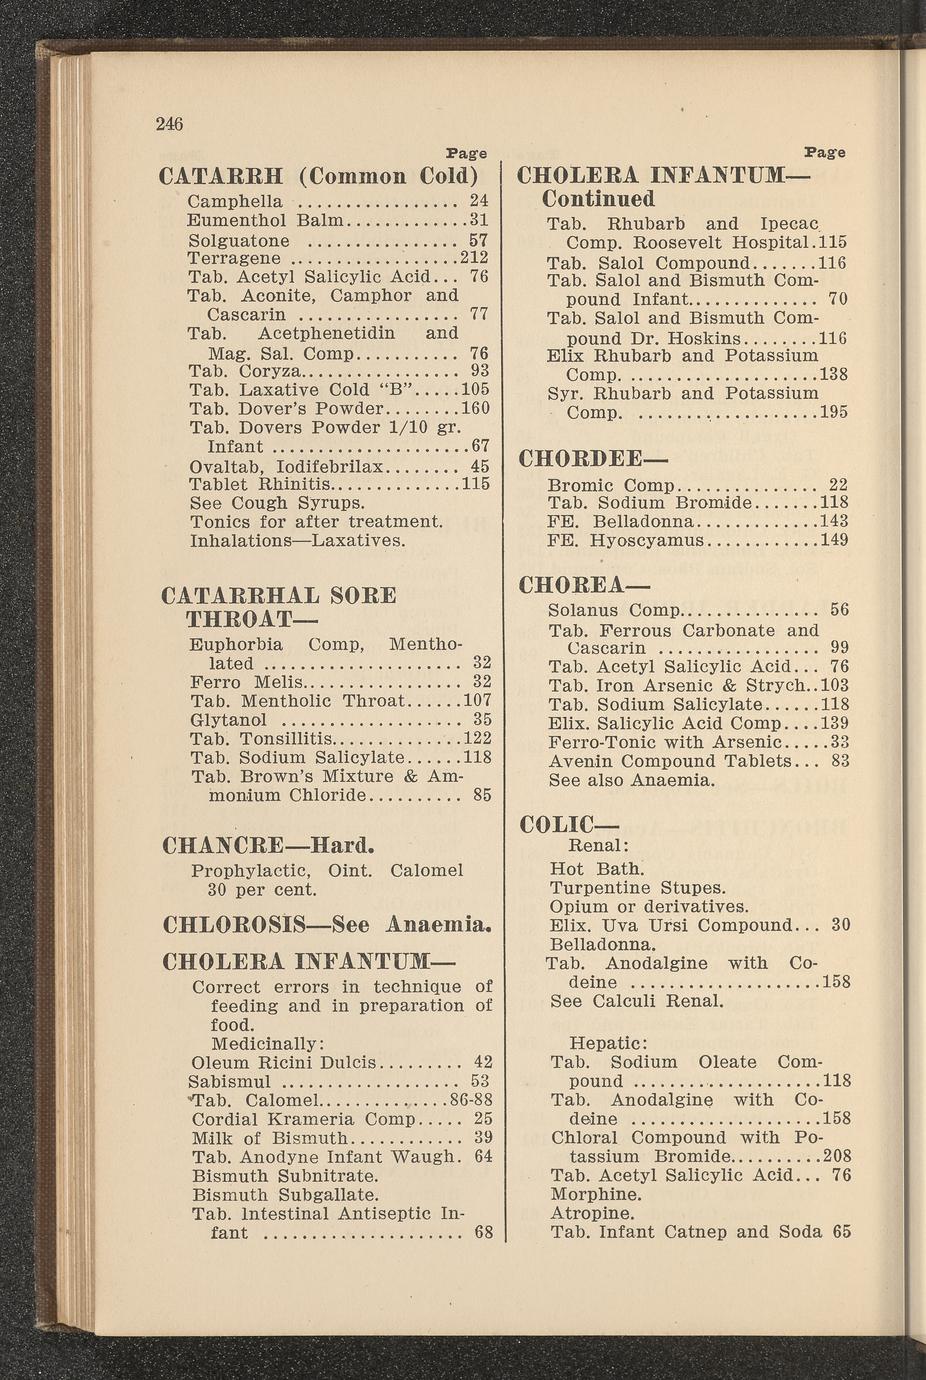 246
Page
CATARRH (Common Cold)
Camphella ................. 24
Eumenthol Balm............31
Solguatone ................ 57
Terragene ..................212
Tab. Acetyl Salicylic Acid... 76
Tab. Aconite, Camphor and
Cascarin ................. 77
Tab. Acetphenetidin and
Mag. Sal. Comp........... 76
Tab. Coryza................. 93
Tab. Laxative Cold "B".....105
Tab. Dover's Powder........160
Tab. Dovers Powder 1/10 gr.
Infant .....................67
Ovaltab, Iodifebrilax........ 45
Tablet Rhinitis..............115
See Cough Syrups.
Tonics for after treatment.
Inhalations—Laxatives.
CATARRHAL SORE
THROAT—
Euphorbia Comp, Mentho-
lated ..................... 32
Ferro Melis................. 32
Tab. Mentholic Throat......107
Glytanol ................... 35
Tab. Tonsillitis..............122
Tab. Sodium Salicylate......118
Tab. Brown's Mixture & Am-
monium Chloride.......... 85
CHANCRE—Hard.
Prophylactic, Oint. Calomel
30 per cent.
CHLOROSIS—See Anaemia.
CHOLERA INFANTUM—
Correct errors in technique of
feeding and in preparation of
food.
Medicinally:
Oleum Ricini Dulcis......... 42
Sabismul ................... 53
Tab. Calomel..............86-88
Cordial Krameria Comp..... 25
Milk of Bismuth............ 39
Tab. Anodyne Infant Waugh. 64
Bismuth Subnitrate.
Bismuth Subgallate.
Tab. Intestinal Antiseptic In-
fant ...................... 68
Page
CHOLERA INFANTUM—
Continued
Tab. Rhubarb and Ipecac
Comp. Roosevelt Hospital.115
Tab. Salol Compound.......116
Tab. Salol and Bismuth Com-
pound Infant.............. 70
Tab. Salol and Bismuth Com-
pound Dr. Hoskins........116
Elix Rhubarb and Potassium
Comp. ....................138
Syr. Rhubarb and Potassium
Comp. ...................195
CHORDEE—
Bromic Comp............... 22
Tab. Sodium Bromide.......118
FE. Belladonna.............143
FE. Hyoscyamus............149
CHOREA—
Solanus Comp............... 56
Tab. Ferrous Carbonate and
Cascarin ................. 99
Tab. Acetyl Salicylic Acid... 76
Tab. Iron Arsenic & Strych..103
Tab. Sodium Salicylate......118
Elix. Salicylic Acid Comp....139
Ferro-Tonic with Arsenic.....33
Avenin Compound Tablets... 83
See also Anaemia.
COLIC—
Renal:
Hot Bath.
Turpentine Stupes.
Opium or derivatives.
Elix. Uva Ursi Compound... 30
Belladonna.
Tab. Anodalgine with Co-
deine ....................158
See Calculi Renal.
Hepatic:
Tab. Sodium Oleate Com-
pound ....................118
Tab. Anodalgine with Co-
deine ....................158
Chloral Compound with Po-
tassium Bromide..........208
Tab. Acetyl Salicylic Acid... 76
Morphine.
Atropine.
Tab. Infant Catnep and Soda 65